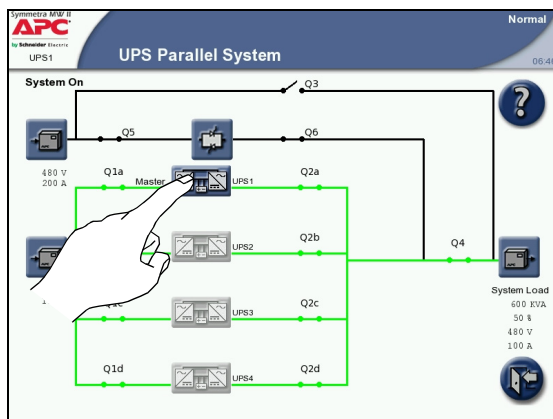 Symmetra MW II
APC
by Schneider Electric
UPS1
UPS Parallel System
Normal
06:46
System On
Q3
Q5
Q6
480 V
200 A
Q1a
Master
UPS1
Q2a
UPS2
Q2b
Q4
System Load
600 KVA
50 %
480 V
100 A
UPS3
Q2c
Q1d
UPS4
Q2d